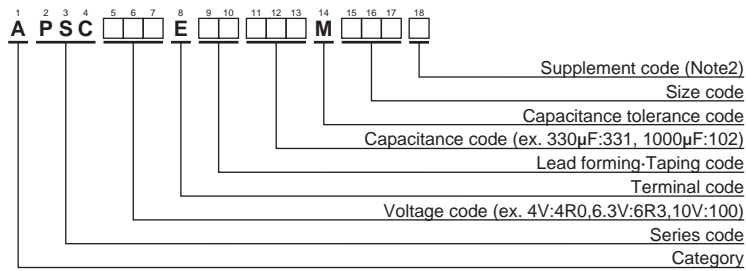 1 2 3 4 5 6 7 8 9 10 11 12 13 14 15 16 17 18
A P S C E M
Supplement code (Note2)
Size code
Capacitance tolerance code
Capacitance code (ex. 330μF:331, 1000μF:102)
Lead forming·Taping code
Terminal code
Voltage code (ex. 4V:4R0,6.3V:6R3,10V:100)
Series code
Category